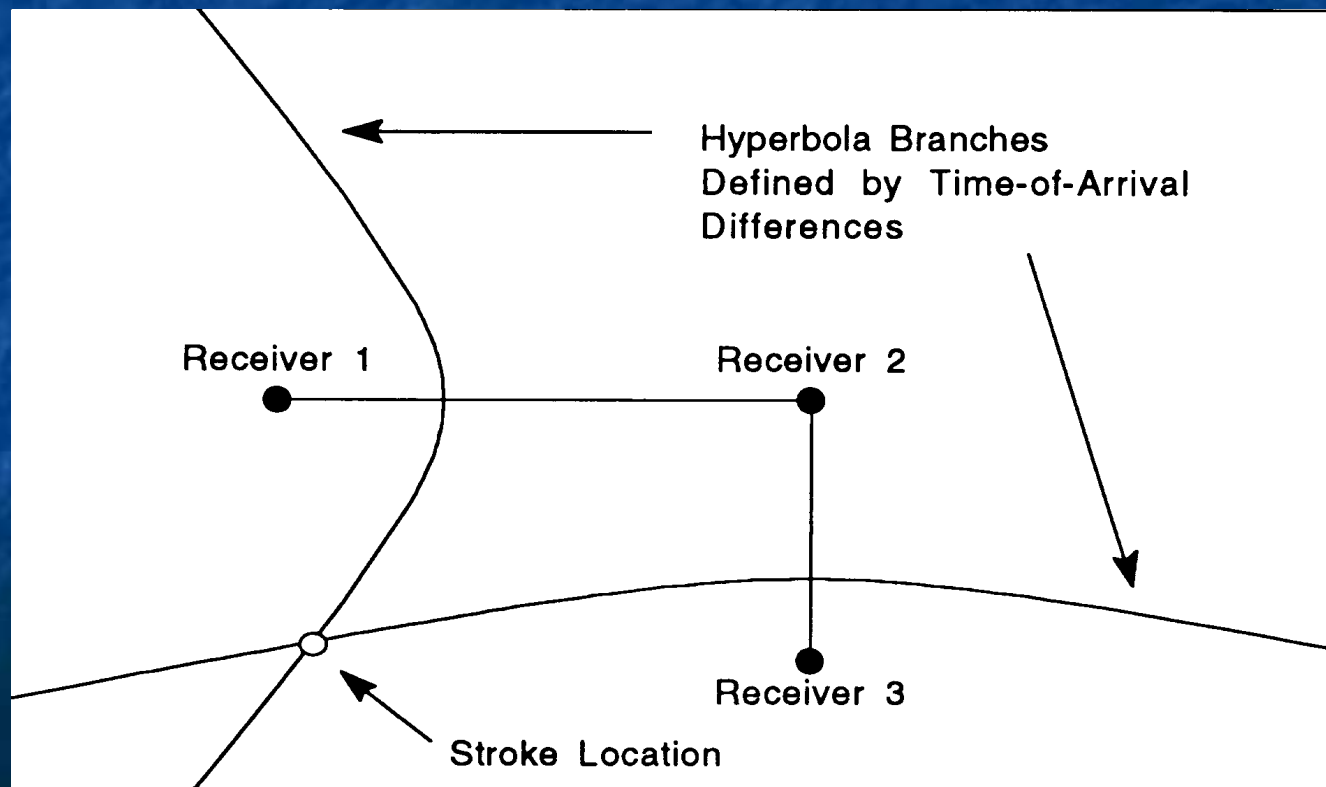 Hyperbola Branches
Defined by Time-of-Arrival
Differences
Receiver 1
Receiver 2
Receiver 3
Stroke Location